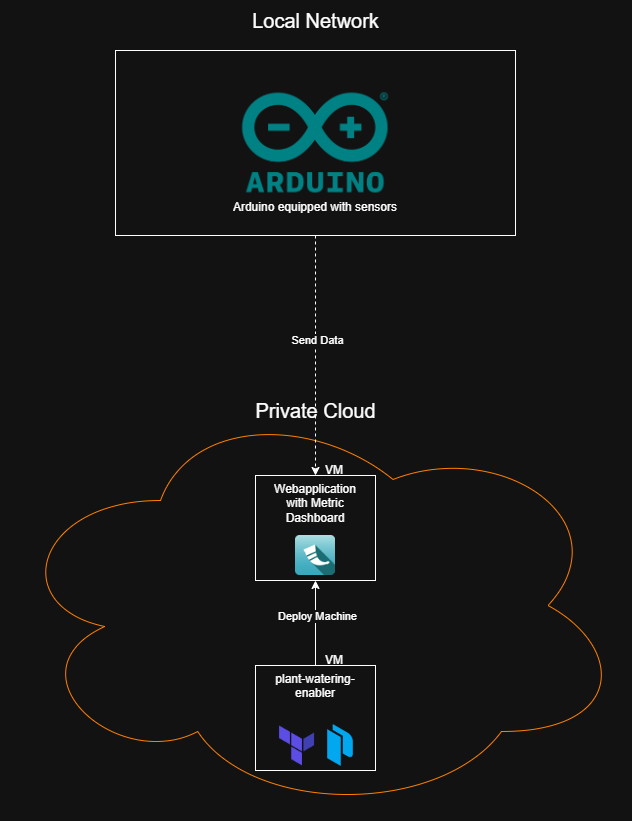 Local Network
®
ARDUINO
Arduino equipped with sensors
Send Data
Private Cloud
VM
Webapplication
with Metric
Dashboard
Deploy Machine
VM
plant-watering-
enabler